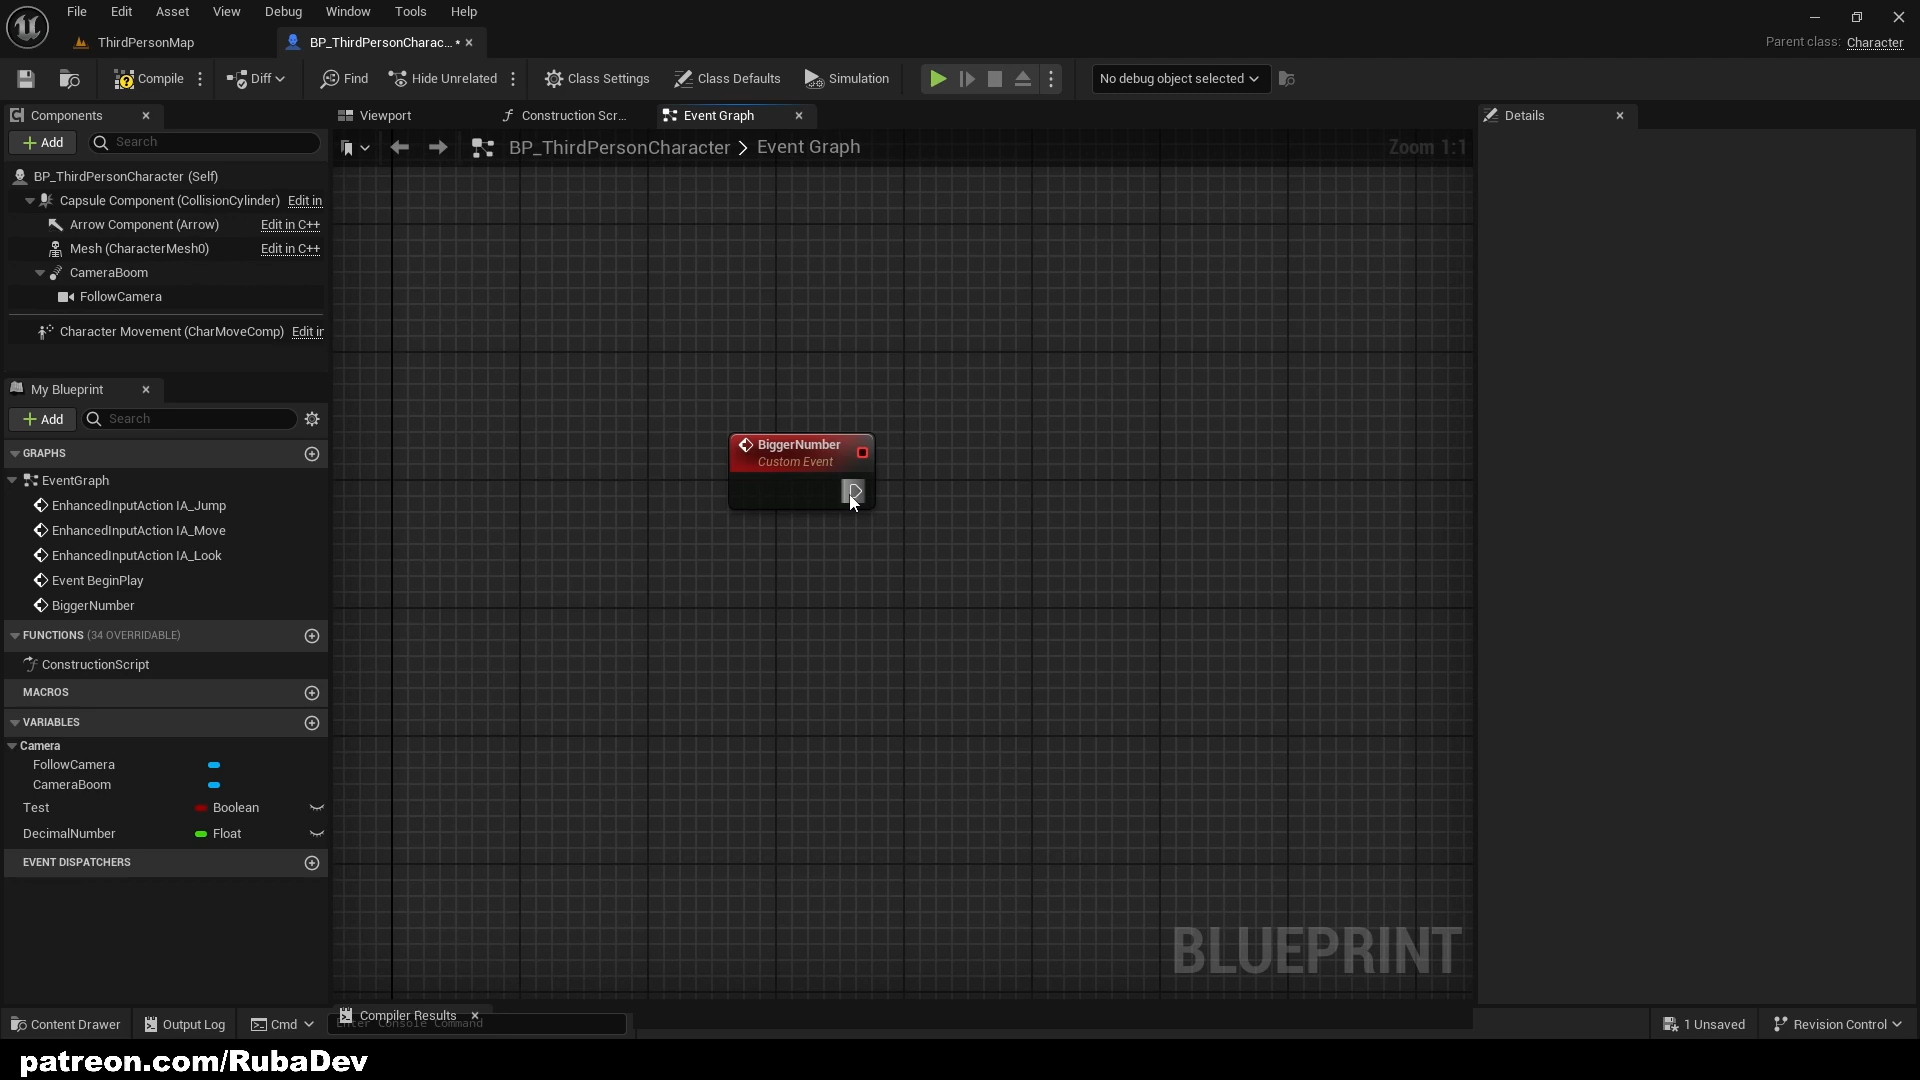 File Edit Asset View Debug Window Tools Help
ThirdPersonMap
BP_ThirdPersonCharac... •
Parent class: Character
Compile
Diff
Find
Hide Unrelated
Class Settings
Class Defaults
Simulation
No debug object selected
Components
Add
Search
BP_ThirdPersonCharacter (Self)
Capsule Component (CollisionCylinder) Edit in
Arrow Component (Arrow) Edit in C++
Mesh (CharacterMesh0) Edit in C++
CameraBoom
FollowCamera
Character Movement (CharMoveComp) Edit in
My Blueprint
Add
Search
GRAPHS
EventGraph
EnhancedInputAction IA_Jump
EnhancedInputAction IA_Move
EnhancedInputAction IA_Look
Event BeginPlay
BiggerNumber
FUNCTIONS (34 OVERRIDABLE)
ConstructionScript
MACROS
VARIABLES
Camera
FollowCamera
CameraBoom
Test Boolean
DecimalNumber Float
EVENT DISPATCHERS
Viewport
Construction Scr...
Event Graph
BP_ThirdPersonCharacter > Event Graph
Zoom 1:1
BiggerNumber
Custom Event
BLUEPRINT
Details
Compiler Results
Content Drawer
Output Log
Cmd
Enter Console Command
1 Unsaved
Revision Control
patreon.com/RubaDev